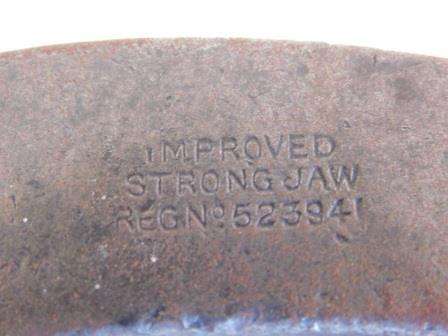 IMPROVED
STRONG JAW
REG Nº 523941